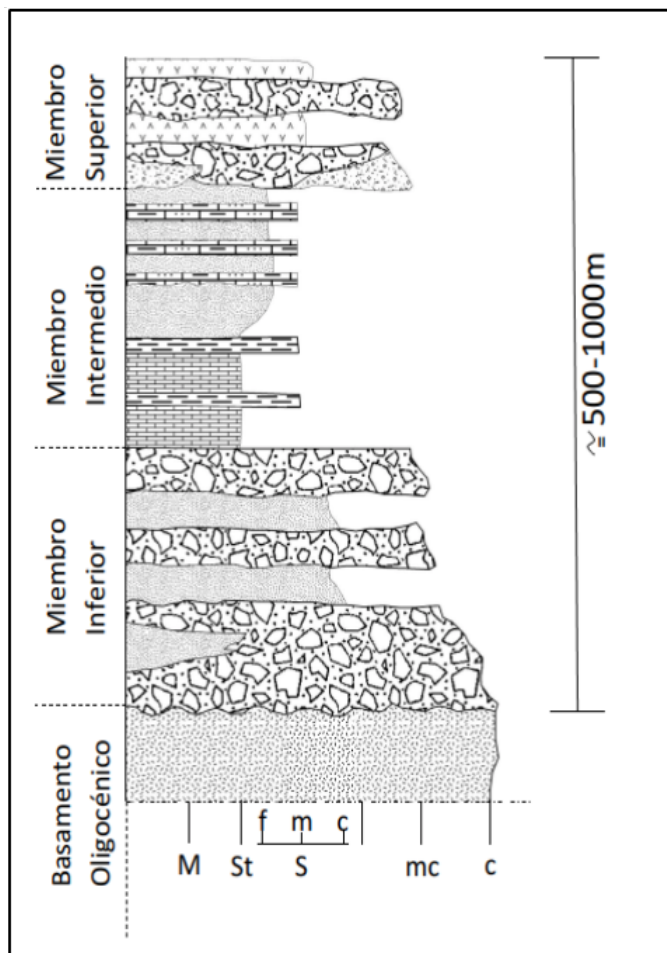 Miembro
Superior
Miembro
Intermedio
Miembro
Inferior
Basamento
Oligocénico
≃500-1000m
f m c
M St S mc c